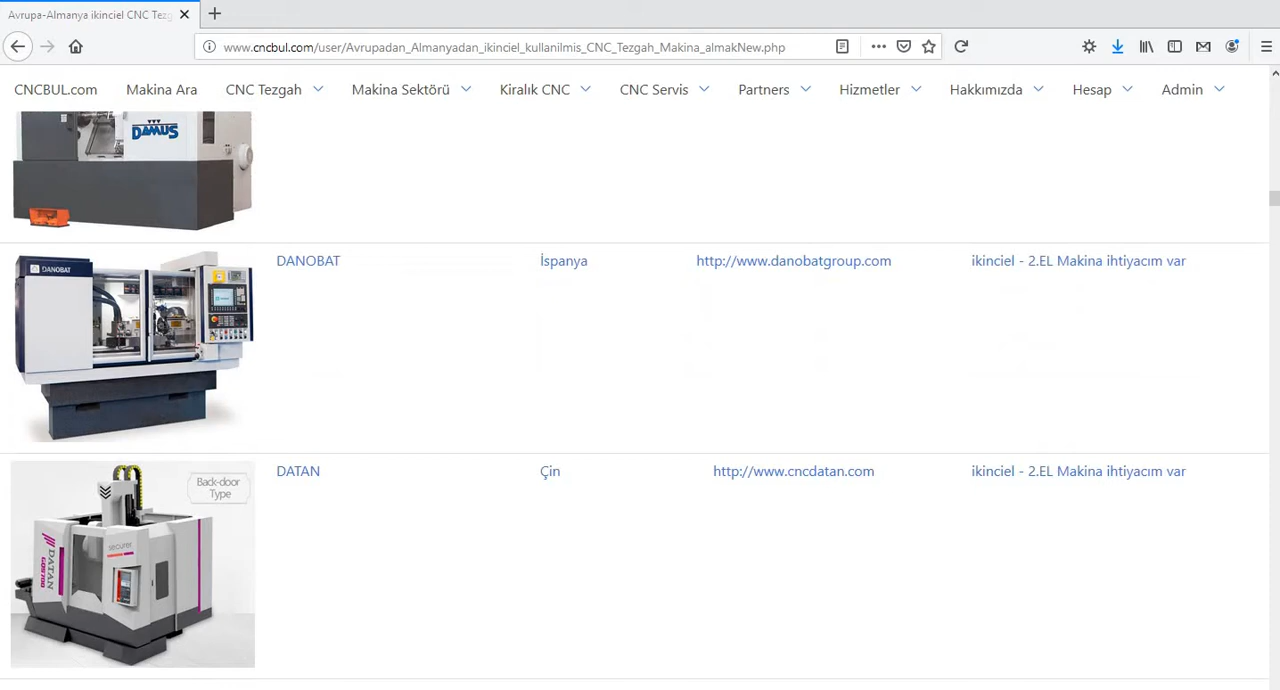 Avrupa-Almanya ikinciel CNC Tezg
www.cncbul.com/user/Avrupadan_Almanyadan_ikinciel_kullanilmis_CNC_Tezgah_Makina_almakNew.php
CNCBUL.com Makina Ara CNC Tezgah Makina Sektörü Kiralık CNC CNC Servis Partners Hizmetler Hakkımızda Hesap Admin
DAMUS
DANOBAT
DANOBAT İspanya http://www.danobatgroup.com ikinciel - 2.EL Makina ihtiyacım var
DATAN Çin http://www.cncdatan.com ikinciel - 2.EL Makina ihtiyacım var
Back-door
Type
securer
DATAN